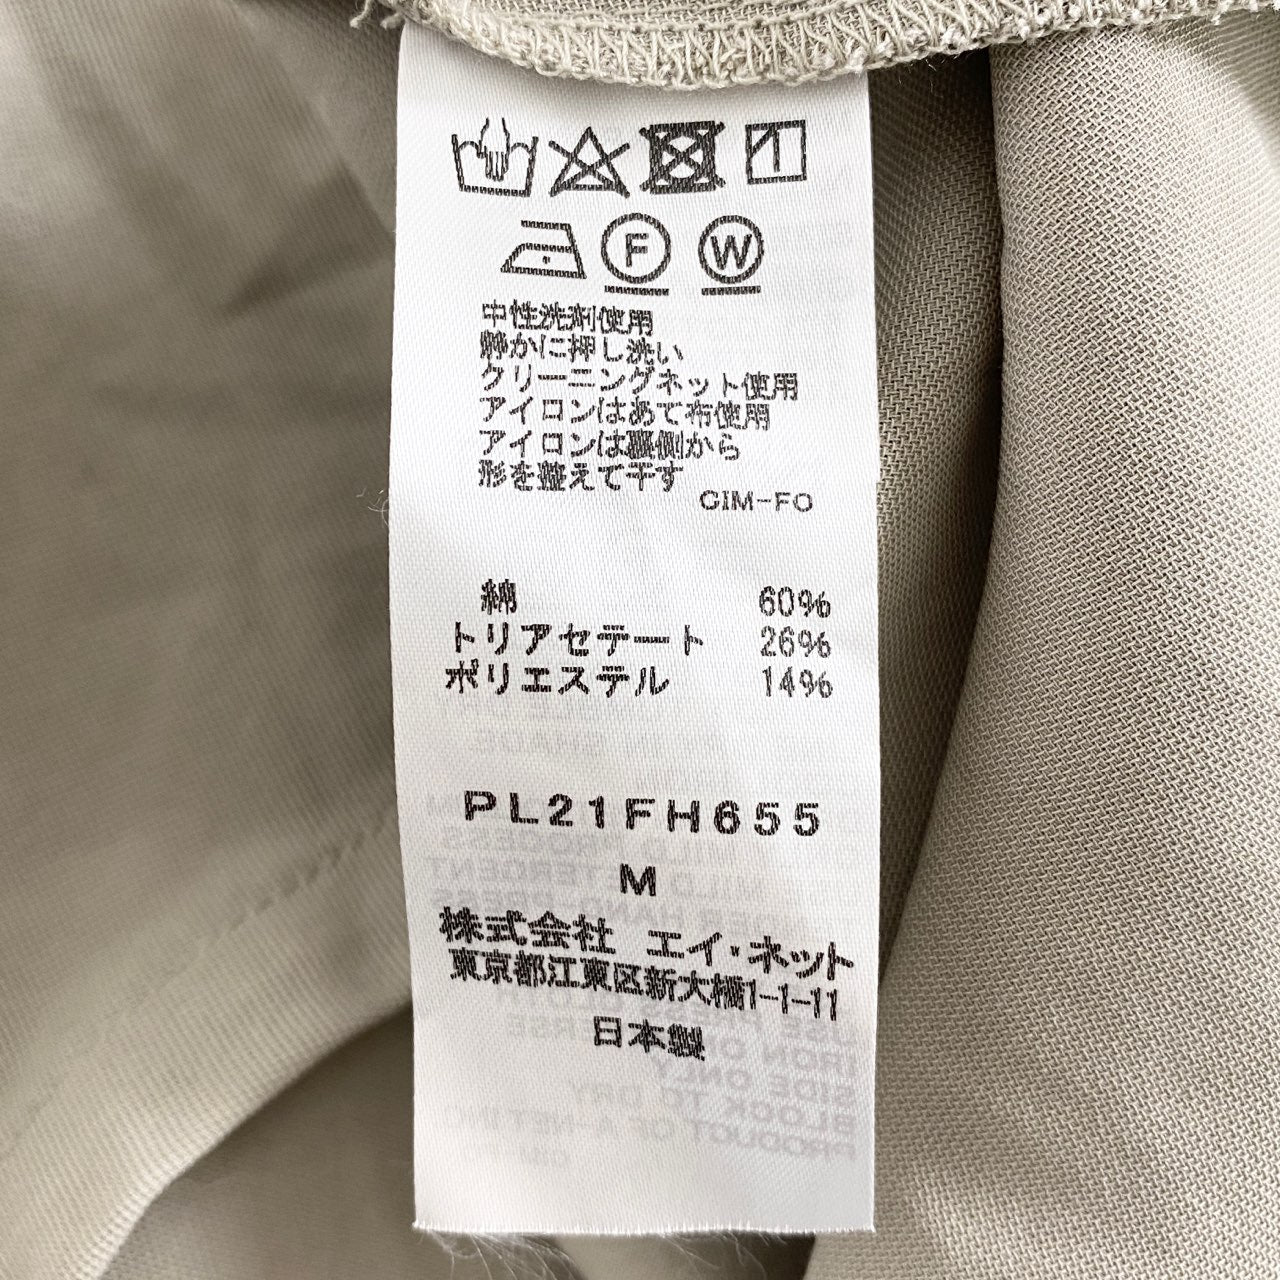 F W
中性洗剤使用
静かに押し洗い
クリーニングネット使用
アイロンはあて布使用
アイロンは裏側から
形を整えて干す
CIM-FO
綿 60%
トリアセテート 26%
ポリエステル 14%
PL21FH655
M
株式会社 エイ・ネット
東京都江東区新大橋1-1-11
日本製